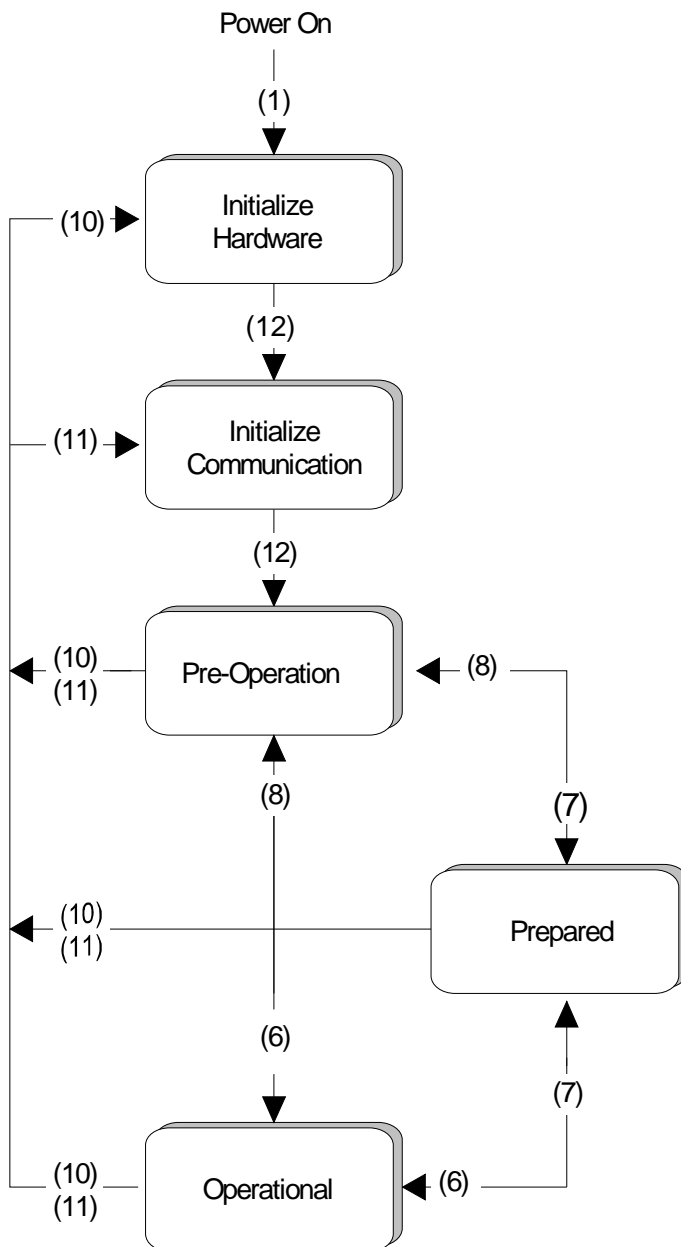 Power On
(1)
Initialize
Hardware
(10)
(12)
Initialize
Communication
(11)
(12)
Pre-Operation
(10)
(11)
(8)
(8)
(7)
(10)
(11)
Prepared
(6)
(7)
Operational
(10)
(11)
(6)